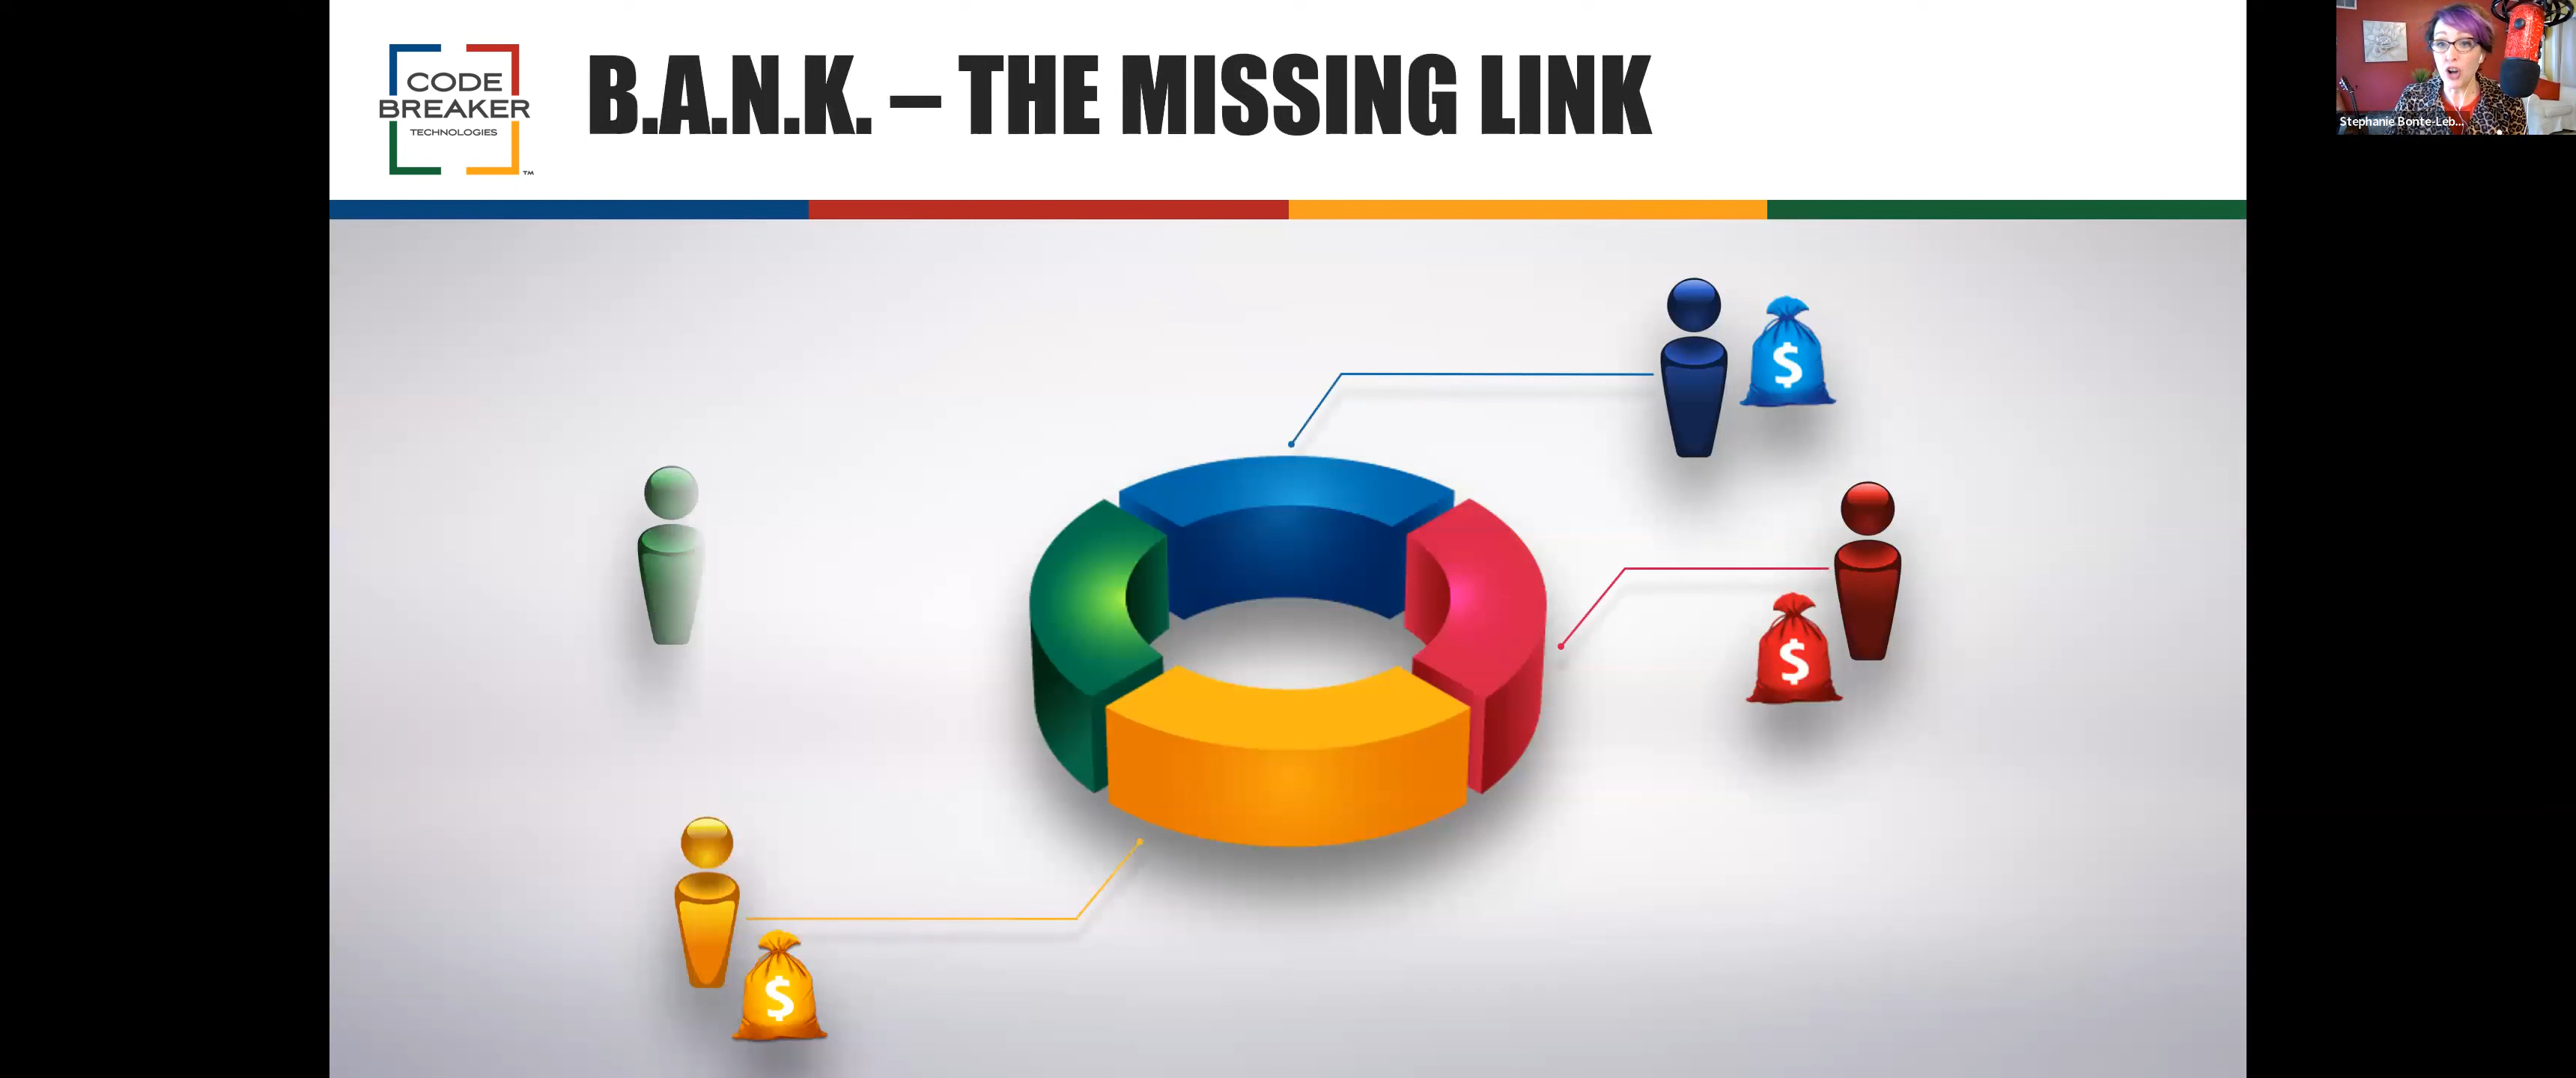 CODE
BREAKER
TECHNOLOGIES
™
B.A.N.K. – THE MISSING LINK
Stephanie Bonte-Leb...
$
$
$